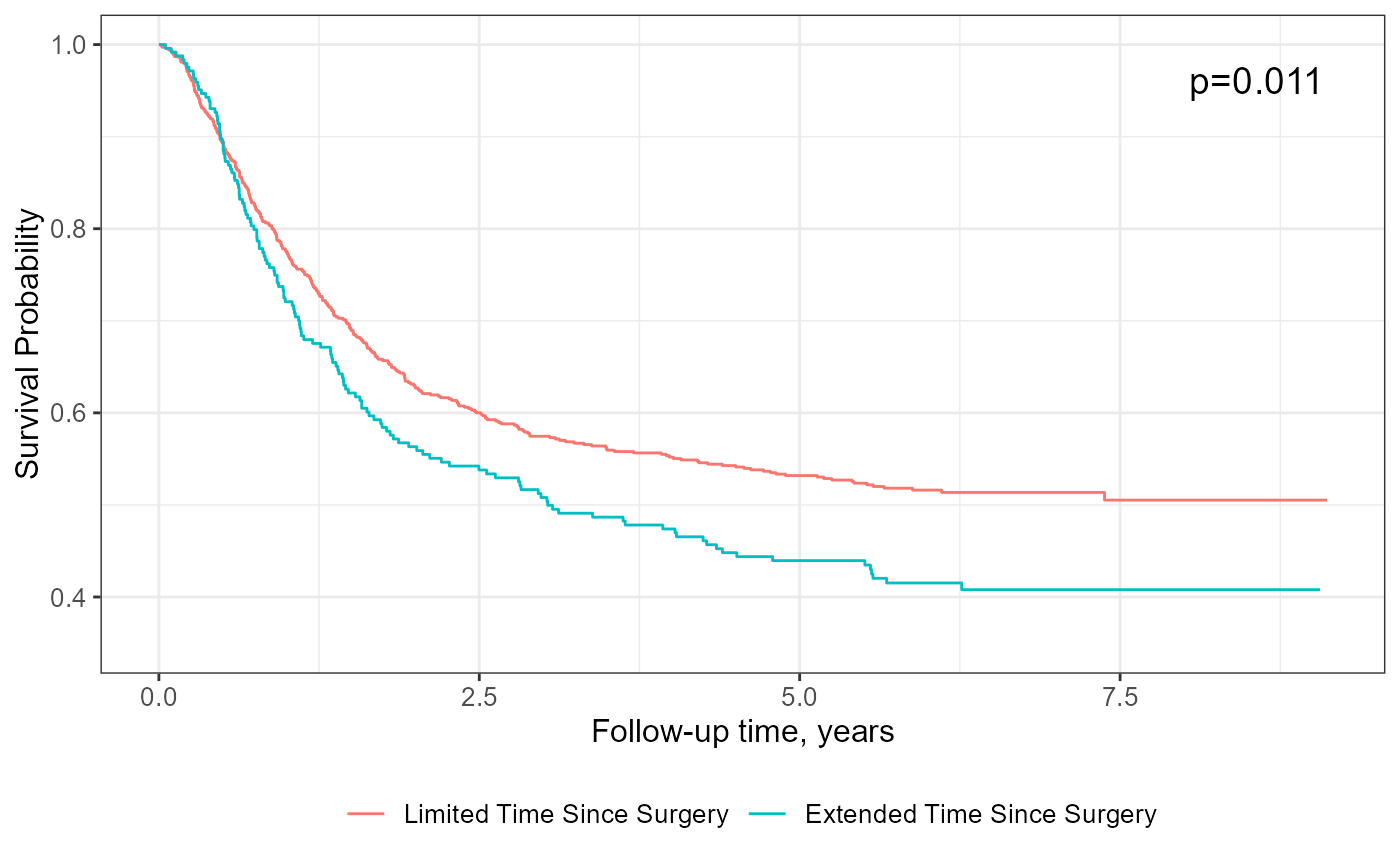 p=0.011
1.0
0.8
0.6
0.4
Survival Probability
0.0 2.5 5.0 7.5
Follow-up time, years
Limited Time Since Surgery Extended Time Since Surgery